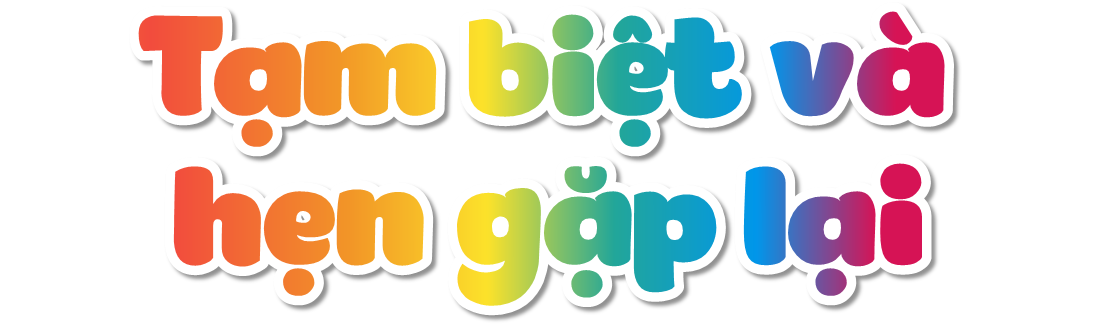 Tạm biệt và
hẹn gặp lại